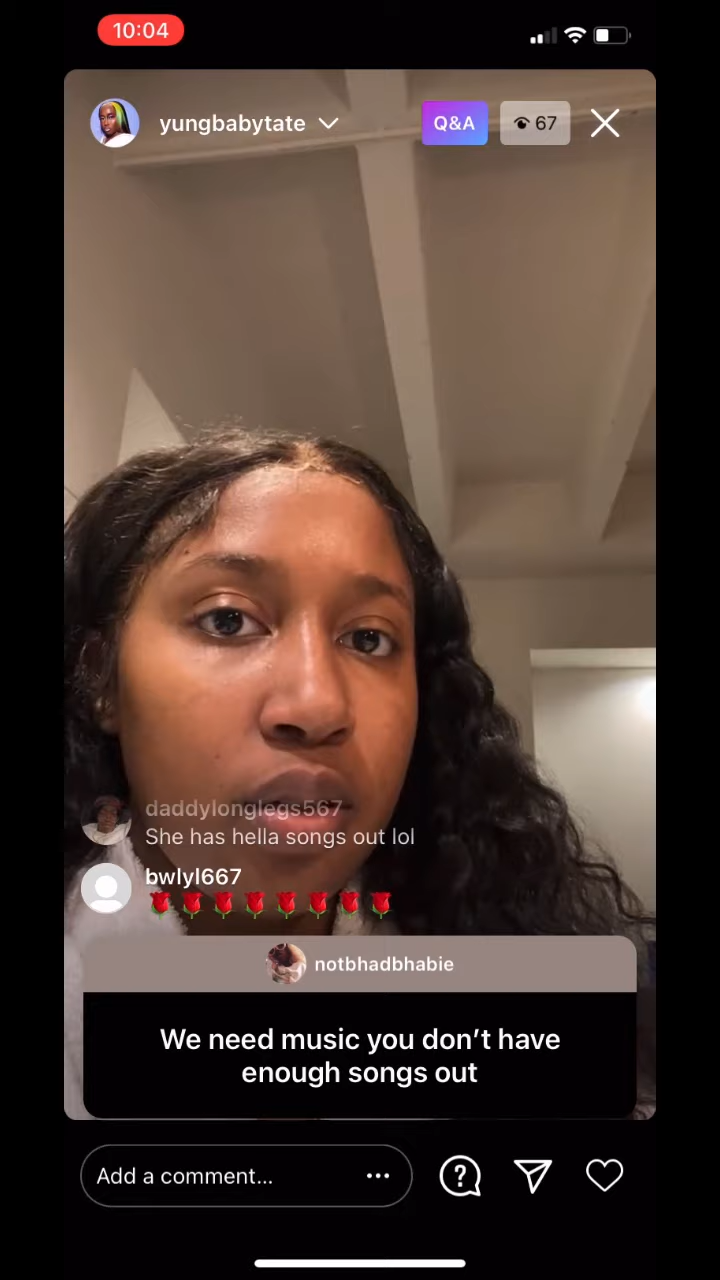 10:04
yungbabytate
Q&A
67
daddylonglegs567
She has hella songs out lol
bwlyl667
🌹🌹🌹🌹🌹🌹🌹🌹
notbhadbhabie
We need music you don't have
enough songs out
Add a comment...